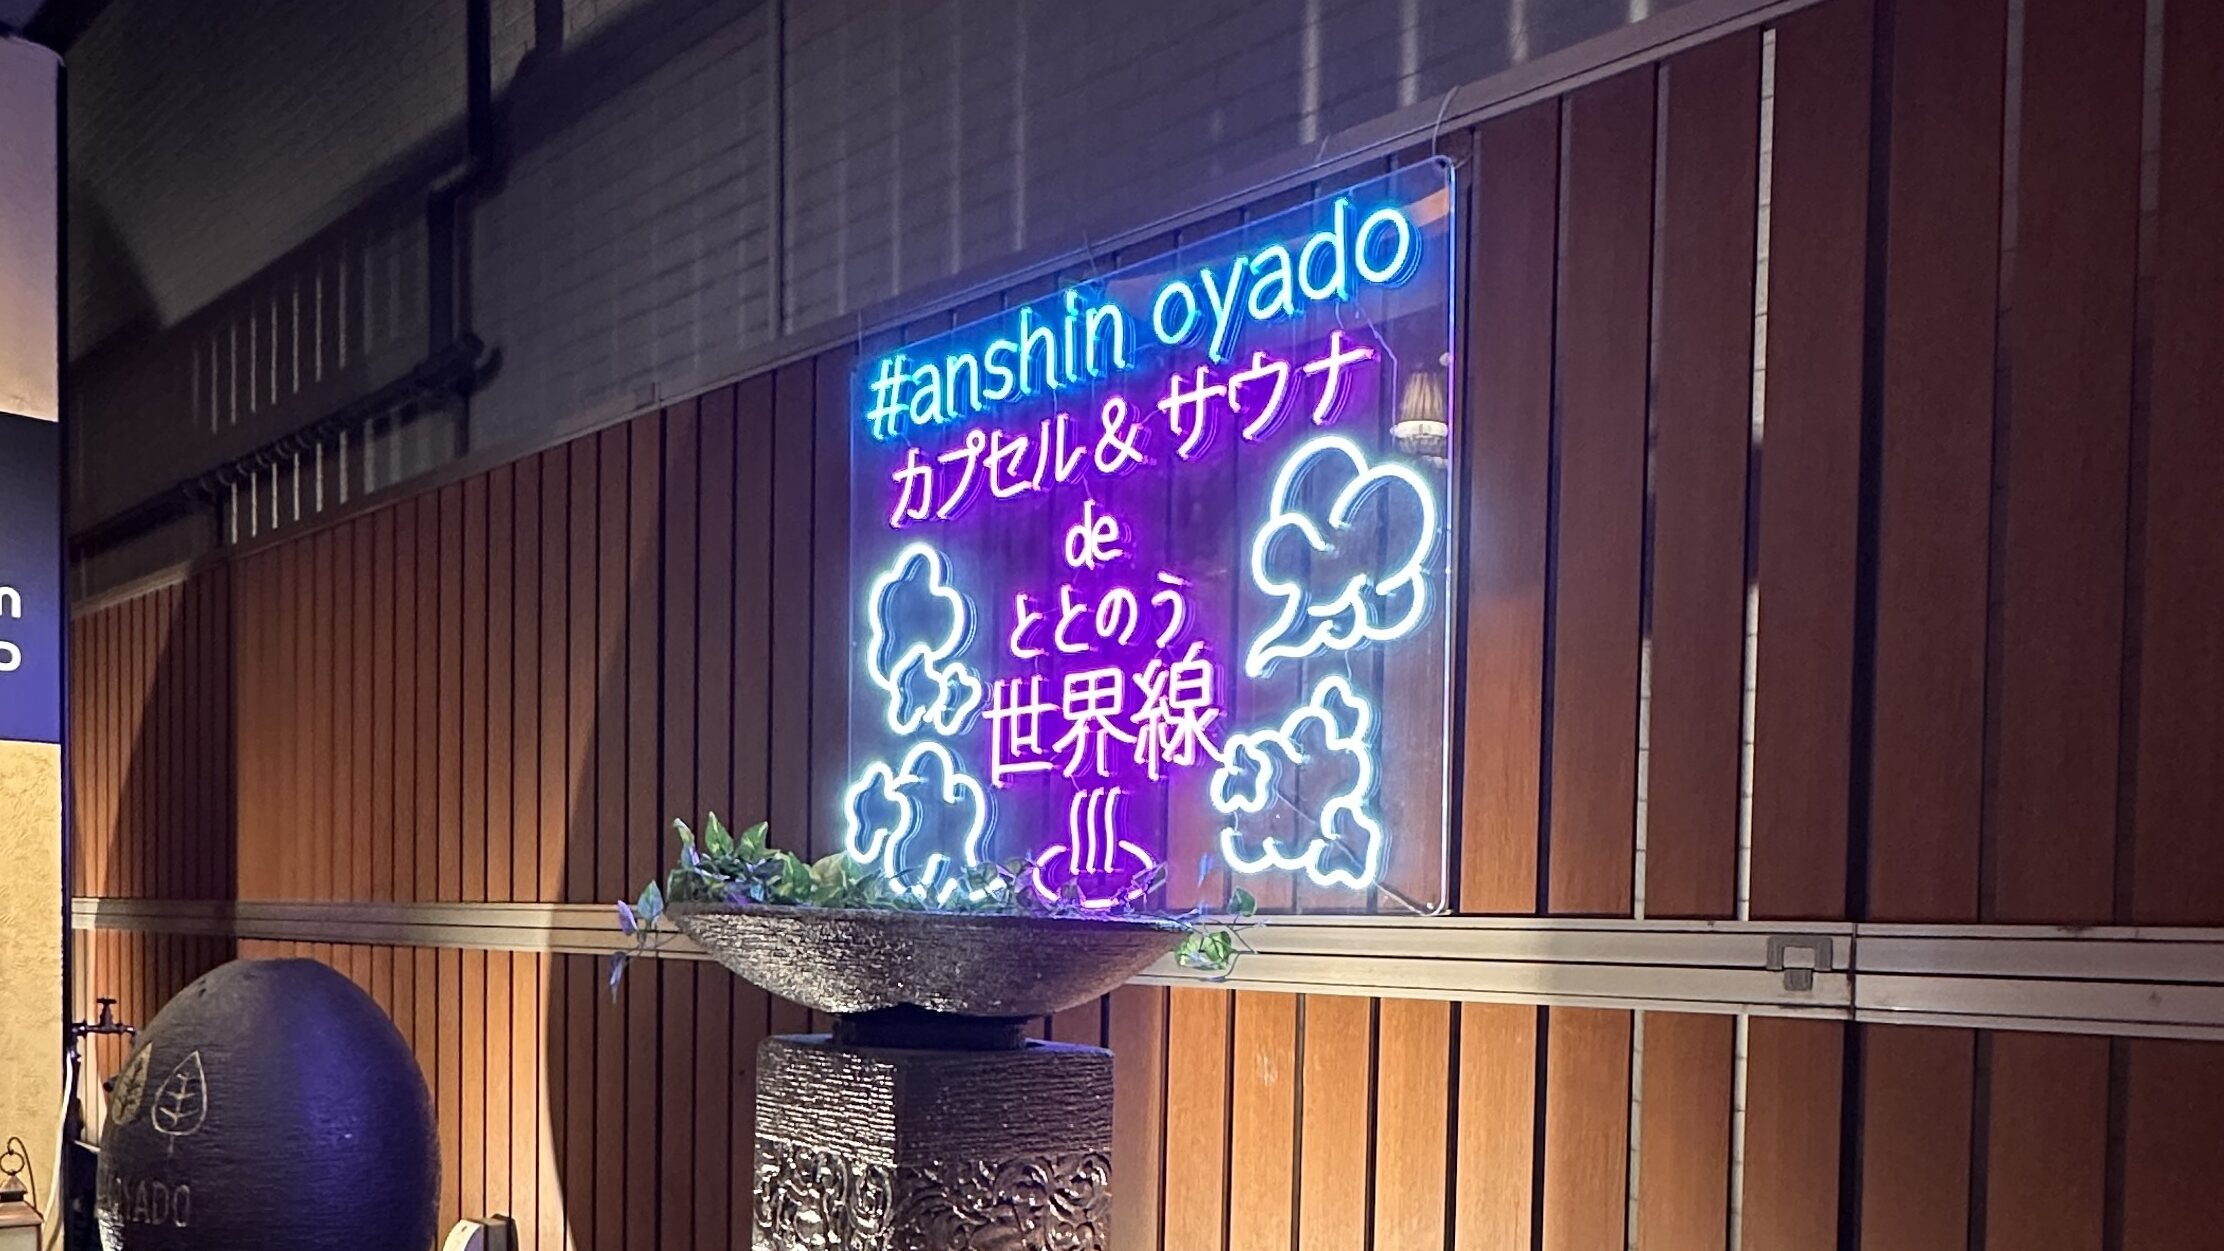 #anshin oyado
カプセル&サウナ
de
ととのう
世界線